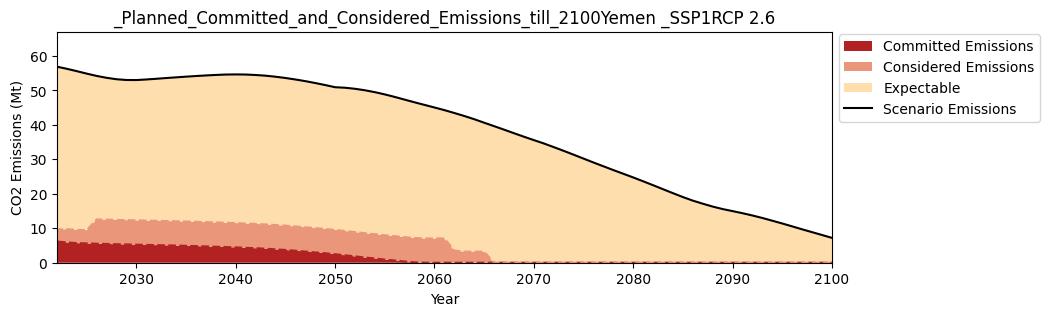 _Planned_Committed_and_Considered_Emissions_till_2100Yemen _SSP1RCP 2.6
Committed Emissions
Considered Emissions
Expectable
Scenario Emissions
CO2 Emissions (Mt)
60
50
40
30
20
10
0
2030 2040 2050 2060 2070 2080 2090 2100
Year